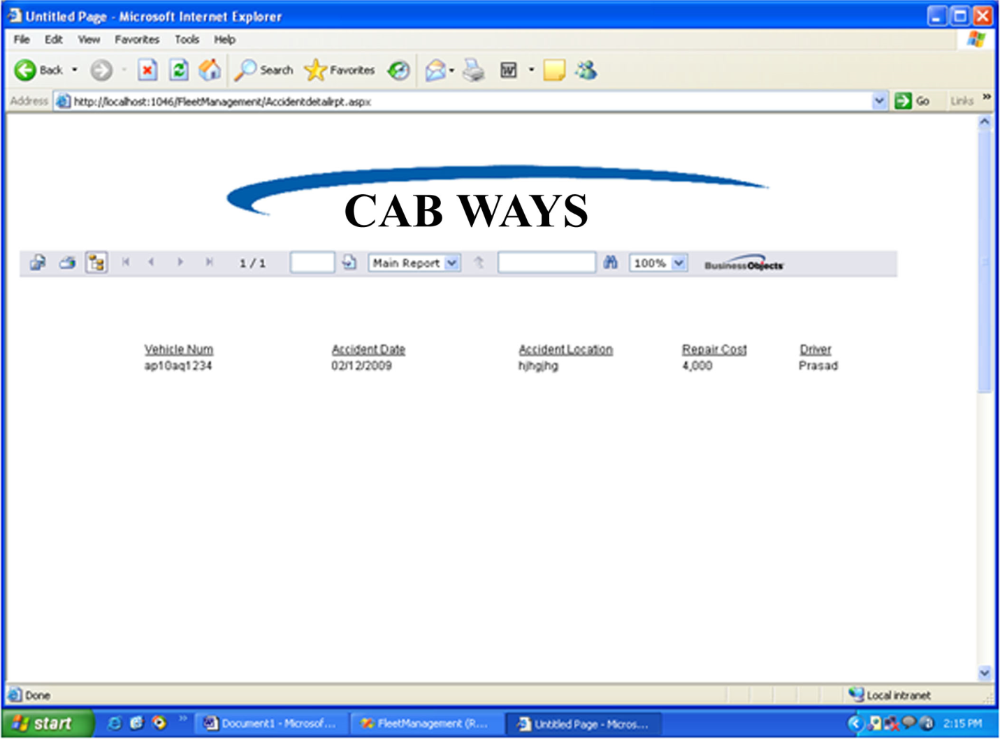 Untitled Page - Microsoft Internet Explorer
File Edit View Favorites Tools Help
Back Search Favorites
Address http://localhost:1046/FleetManagement/Accidentdetailrpt.aspx Go Links »
CAB WAYS
1 / 1 Main Report 100% BusinessObjects
Vehicle Num Accident Date Accident Location Repair Cost Driver
ap10aq1234 02/12/2009 hjhgjhg 4,000 Prasad
Done Local intranet
start » Document1 - Microsof... FleetManagement (R... Untitled Page - Micros... 2:15 PM